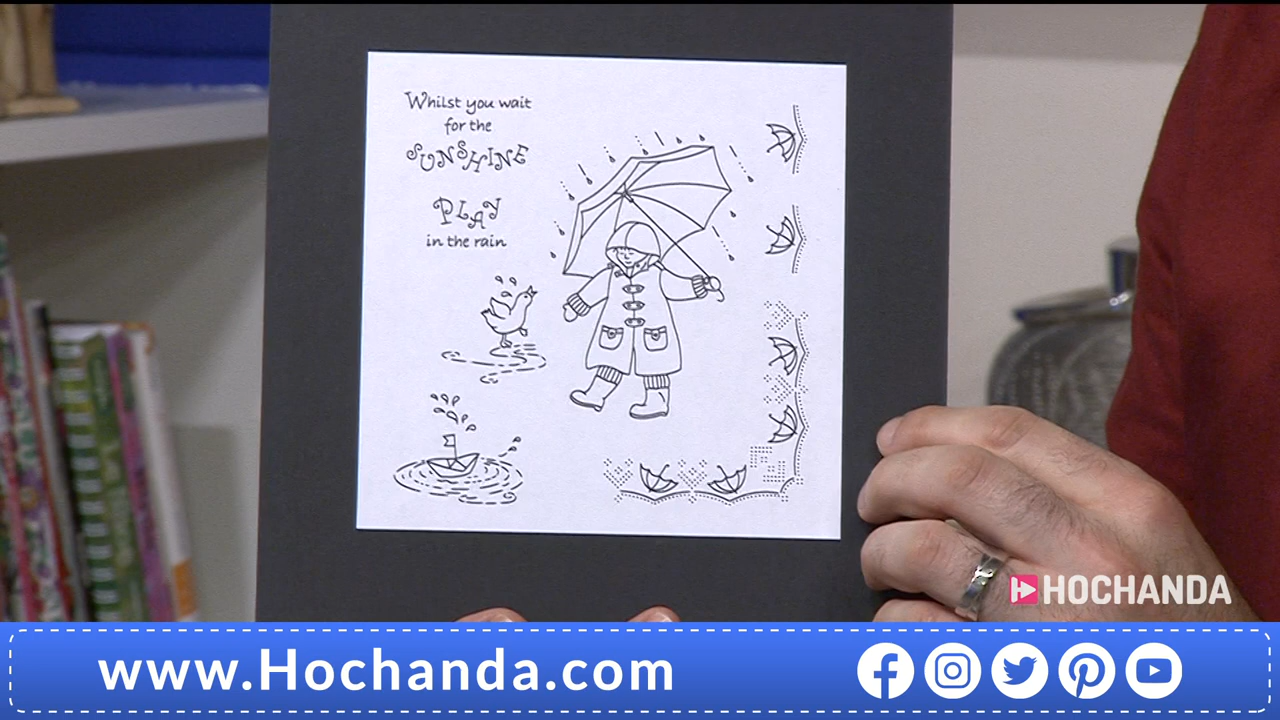 Whilst you wait
for the
SUNSHINE
PLAY
in the rain
HOCHANDA
www.Hochanda.com